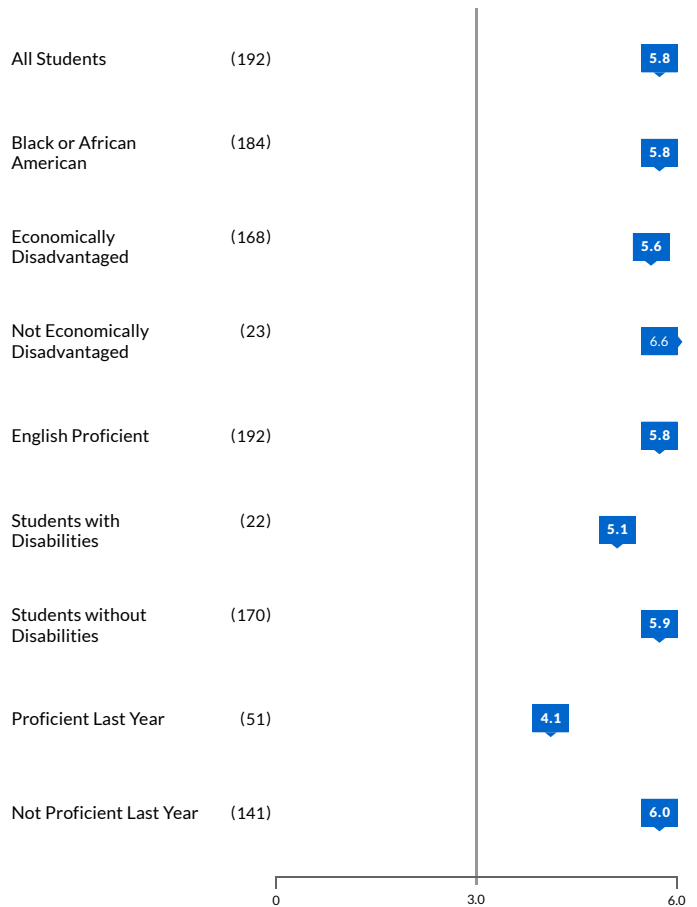 All Students (192) 5.8
Black or African (184) 5.8
American
Economically (168) 5.6
Disadvantaged
Not Economically (23) 6.6
Disadvantaged
English Proficient (192) 5.8
Students with (22) 5.1
Disabilities
Students without (170) 5.9
Disabilities
Proficient Last Year (51) 4.1
Not Proficient Last Year (141) 6.0
0 3.0 6.0